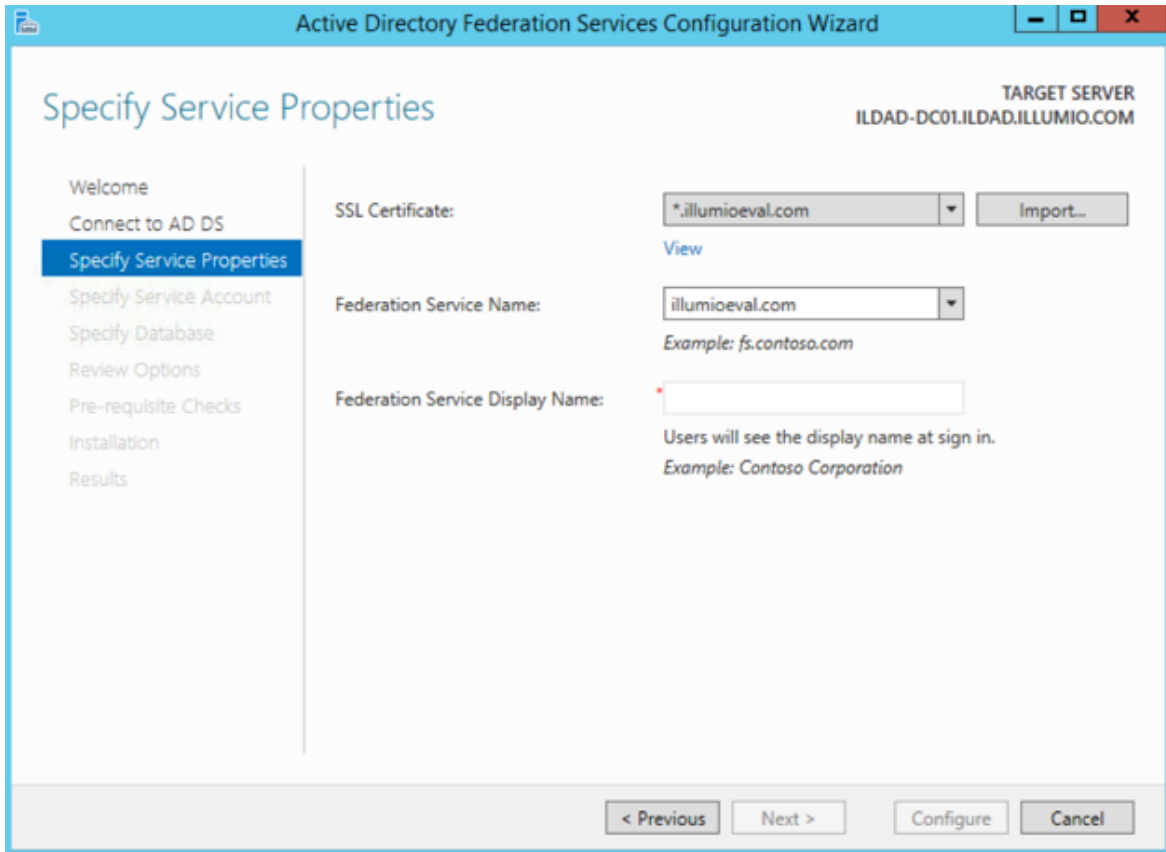 Active Directory Federation Services Configuration Wizard
Specify Service Properties
TARGET SERVER
ILDAD-DC01.ILDAD.ILLUMIO.COM
Welcome
Connect to AD DS
Specify Service Properties
Specify Service Account
Specify Database
Review Options
Pre-requisite Checks
Installation
Results
SSL Certificate:
*.illumioeval.com
Import...
View
Federation Service Name:
illumioeval.com
Example: fs.contoso.com
Federation Service Display Name:
*
Users will see the display name at sign in.
Example: Contoso Corporation
< Previous
Next >
Configure
Cancel